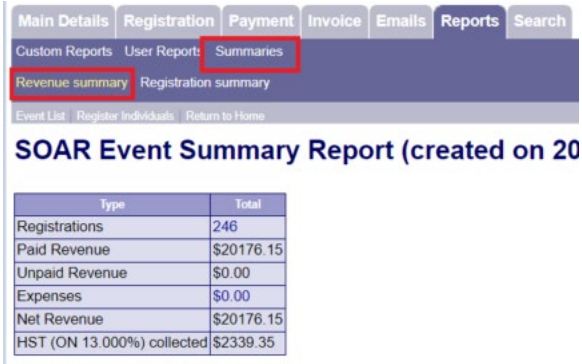 Main Details Registration Payment Invoice Emails Reports Search
Custom Reports User Reports Summaries
Revenue summary Registration summary
Event List Register Individuals Return to Home
SOAR Event Summary Report (created on 20
Type Total
Registrations 246
Paid Revenue $20176.15
Unpaid Revenue $0.00
Expenses $0.00
Net Revenue $20176.15
HST (ON 13.000%) collected $2339.35